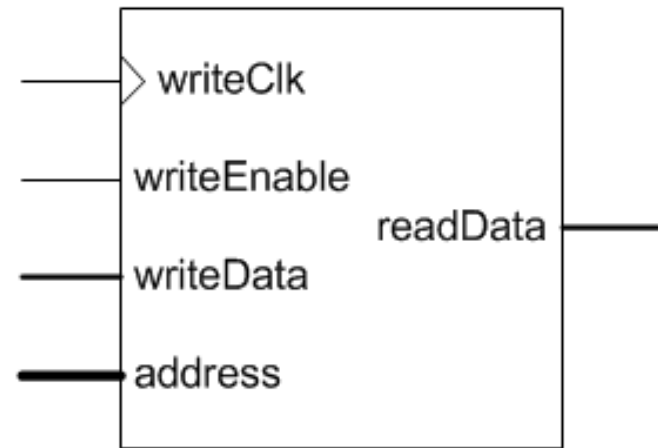 writeClk
writeEnable
readData
writeData
address